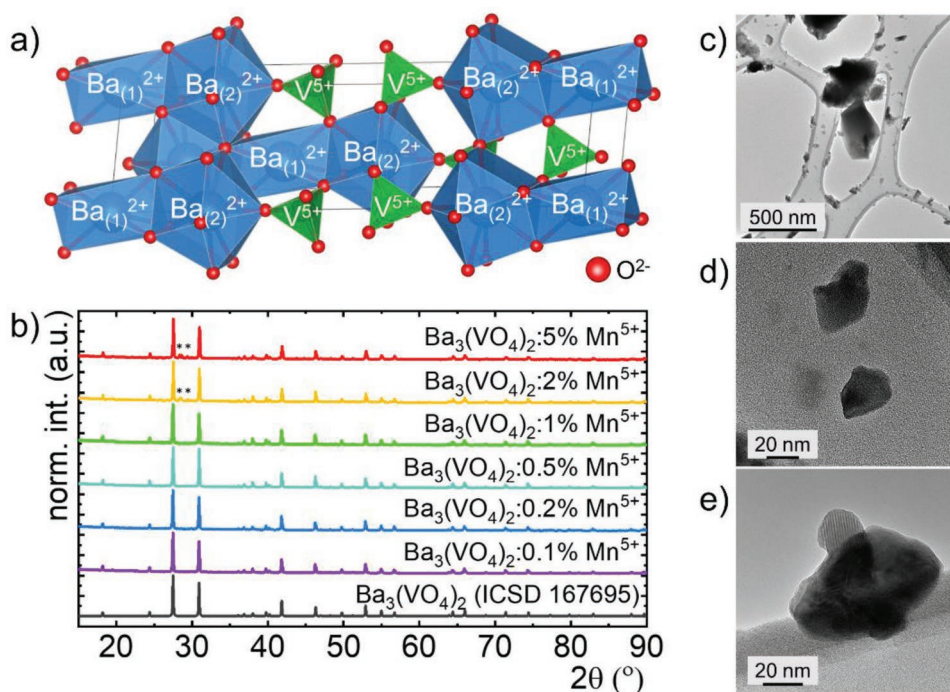 a)
Ba(1)2+ Ba(2)2+ V5+ V5+ Ba(2)2+ Ba(1)2+
Ba(1)2+ Ba(2)2+ V5+
Ba(1)2+ Ba(2)2+ V5+ V5+ Ba(2)2+ Ba(1)2+
O2-
b)
norm. int. (a.u.)
** Ba3(VO4)2:5% Mn5+
** Ba3(VO4)2:2% Mn5+
Ba3(VO4)2:1% Mn5+
Ba3(VO4)2:0.5% Mn5+
Ba3(VO4)2:0.2% Mn5+
Ba3(VO4)2:0.1% Mn5+
Ba3(VO4)2 (ICSD 167695)
20 30 40 50 60 70 80 90
2θ (°)
c)
500 nm
d)
20 nm
e)
20 nm